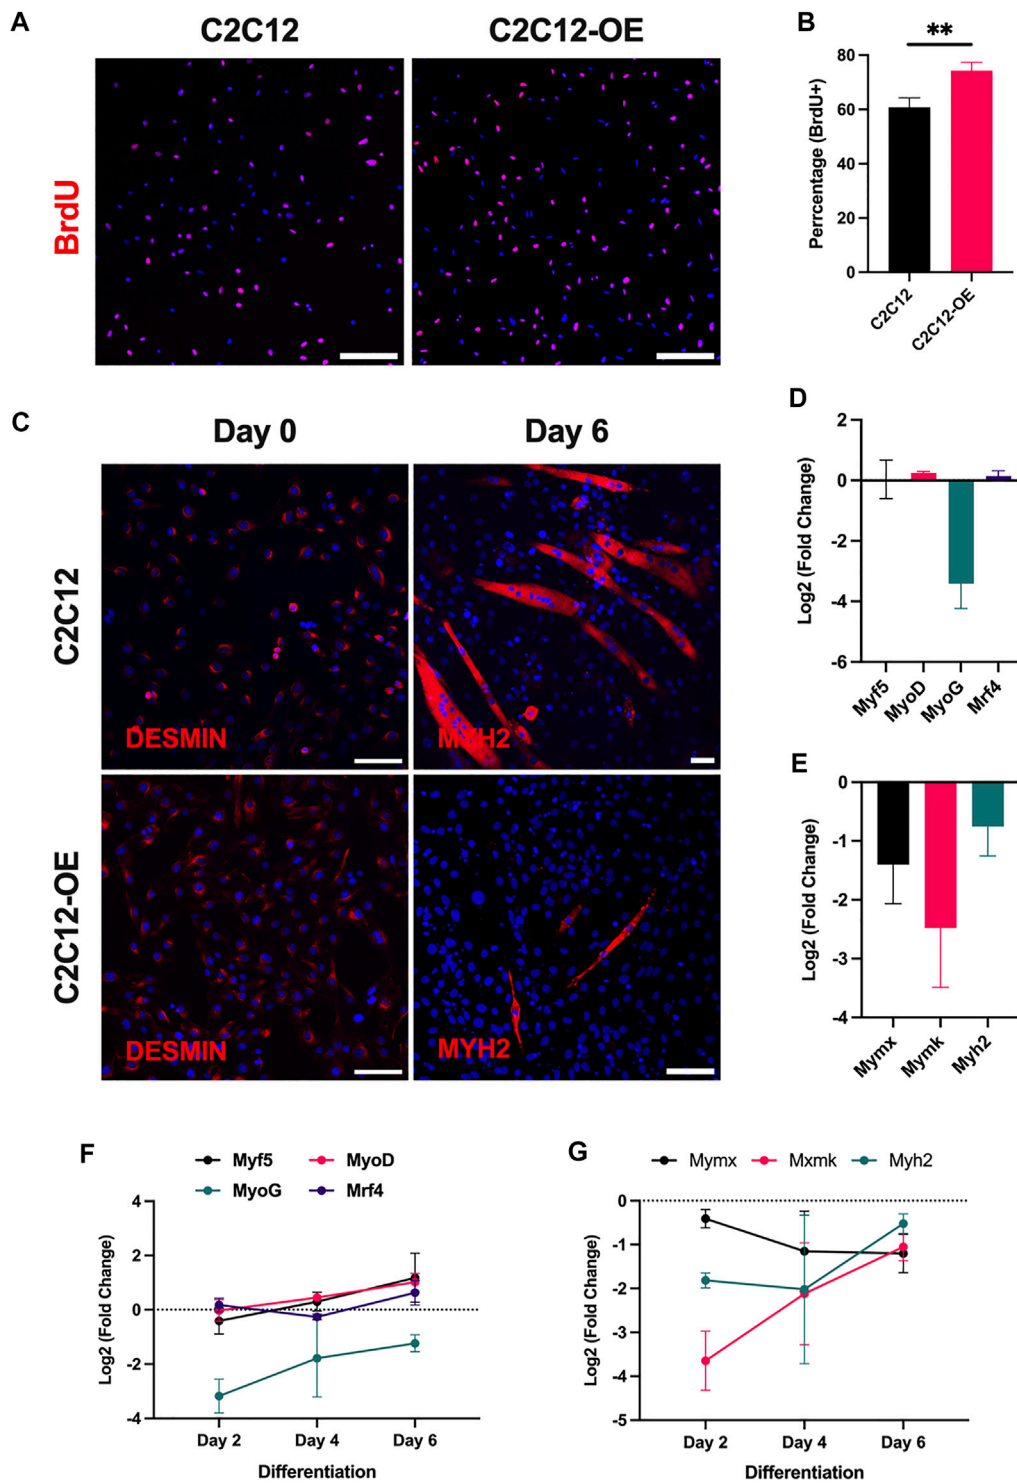 A
C2C12
C2C12-OE
BrdU
B
**
Perrcentage (BrdU+)
80
60
40
20
0
C2C12
C2C12-OE
C
Day 0
Day 6
C2C12
DESMIN
MYH2
C2C12-OE
DESMIN
MYH2
D
Log2 (Fold Change)
2
0
-2
-4
-6
Myf5
MyoD
MyoG
Mrf4
E
Log2 (Fold Change)
0
-1
-2
-3
-4
Mymx
Mymk
Myh2
F
Myf5
MyoD
MyoG
Mrf4
Log2 (Fold Change)
4
2
0
-2
-4
Day 2
Day 4
Day 6
Differentiation
G
Mymx
Mxmk
Myh2
Log2 (Fold Change)
0
-1
-2
-3
-4
-5
Day 2
Day 4
Day 6
Differentiation